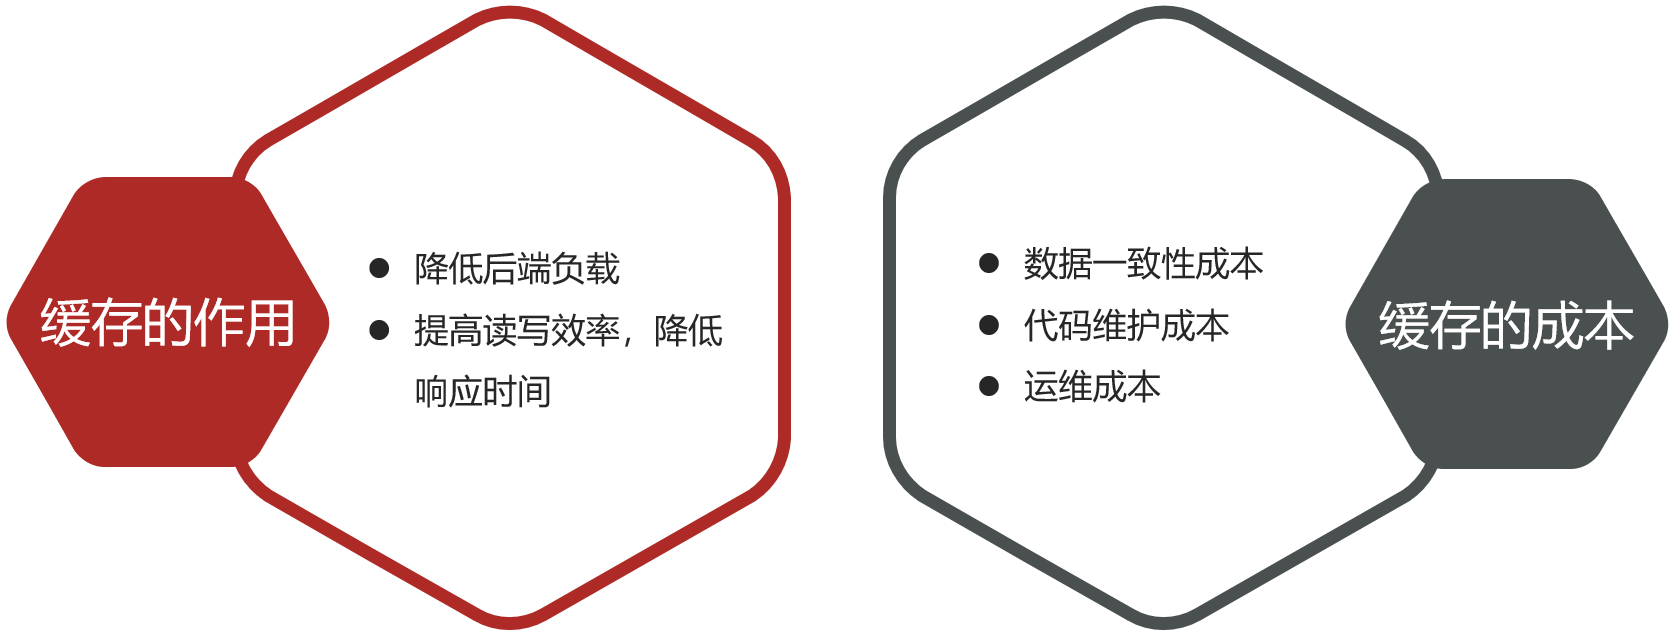 缓存的作用
降低后端负载
提高读写效率，降低
响应时间
数据一致性成本
代码维护成本
运维成本
缓存的成本